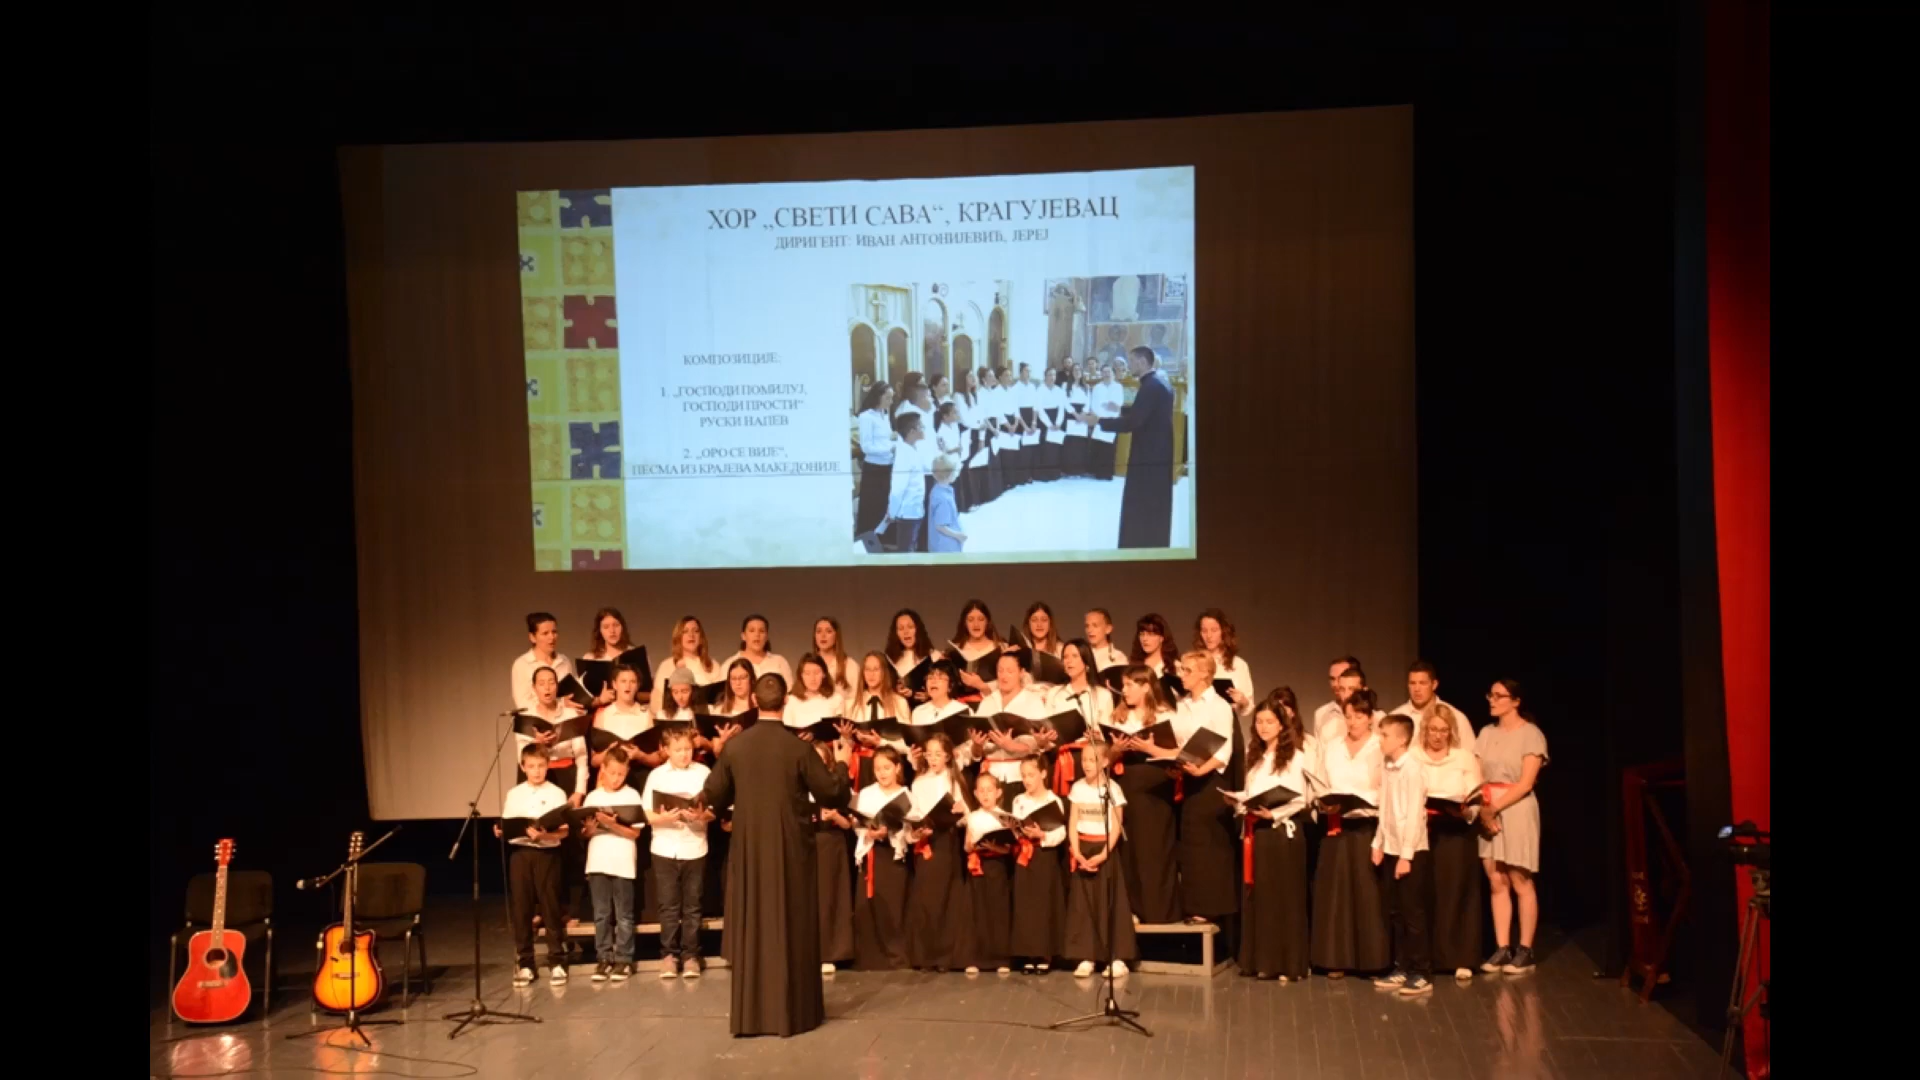 ХОР „СВЕТИ САВА“, КРАГУЈЕВАЦ
ДИРИГЕНТ: ИВАН АНТОНИЈЕВИЋ, ЈЕРЕЈ
КОМПОЗИЦИЈЕ:
1. „ГОСПОДИ ПОМИЛУЈ,
ГОСПОДИ ПРОСТИ“
РУСКИ НАПЕВ
2. „ОРО СЕ ВИЈЕ“,
ПЕСМА ИЗ КРАЈЕВА МАКЕДОНИЈЕ